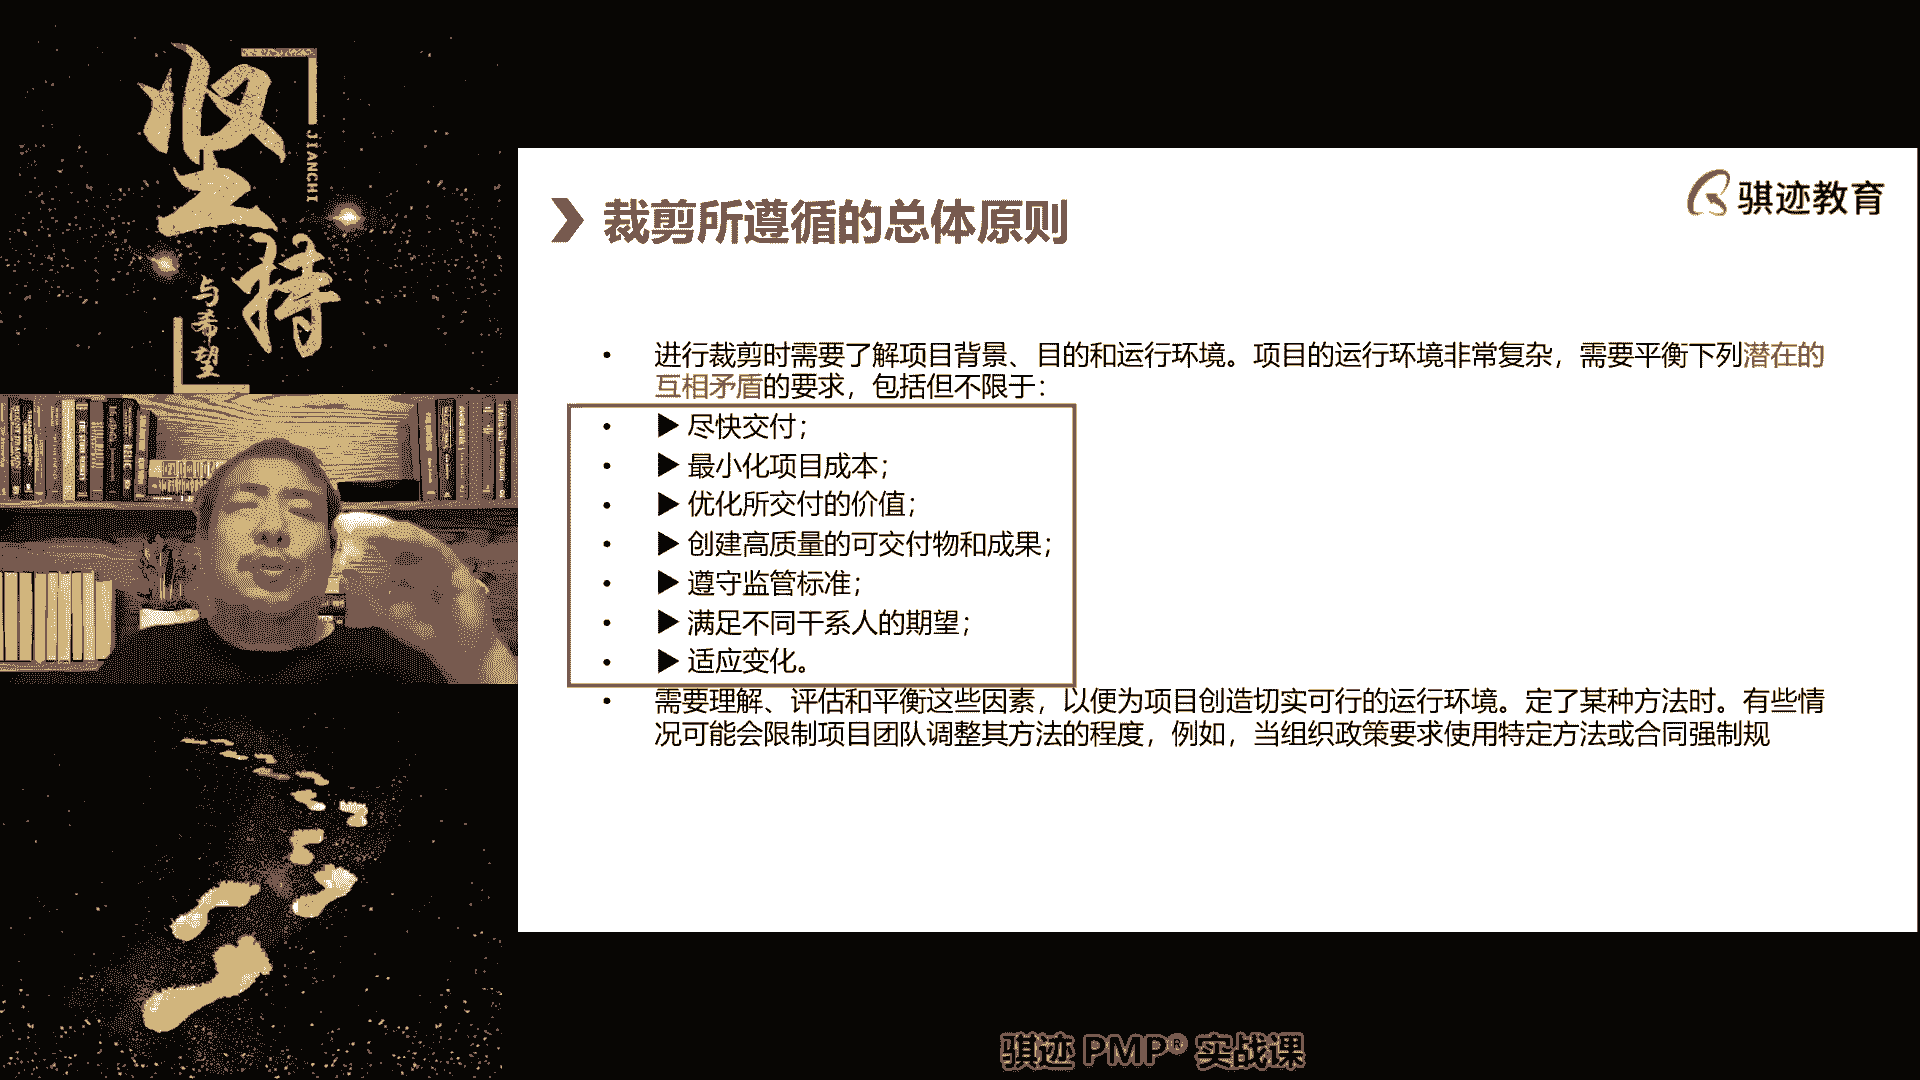 坚持
JIANCHI
与希望
骐迹教育
裁剪所遵循的总体原则
• 进行裁剪时需要了解项目背景、目的和运行环境。项目的运行环境非常复杂，需要平衡下列潜在的
互相矛盾的要求，包括但不限于：
• ▶ 尽快交付；
• ▶ 最小化项目成本；
• ▶ 优化所交付的价值；
• ▶ 创建高质量的可交付物和成果；
• ▶ 遵守监管标准；
• ▶ 满足不同干系人的期望；
• ▶ 适应变化。
• 需要理解、评估和平衡这些因素，以便为项目创造切实可行的运行环境。定了某种方法时。有些情
况可能会限制项目团队调整其方法的程度，例如，当组织政策要求使用特定方法或合同强制规
骐迹 PMP® 实战课